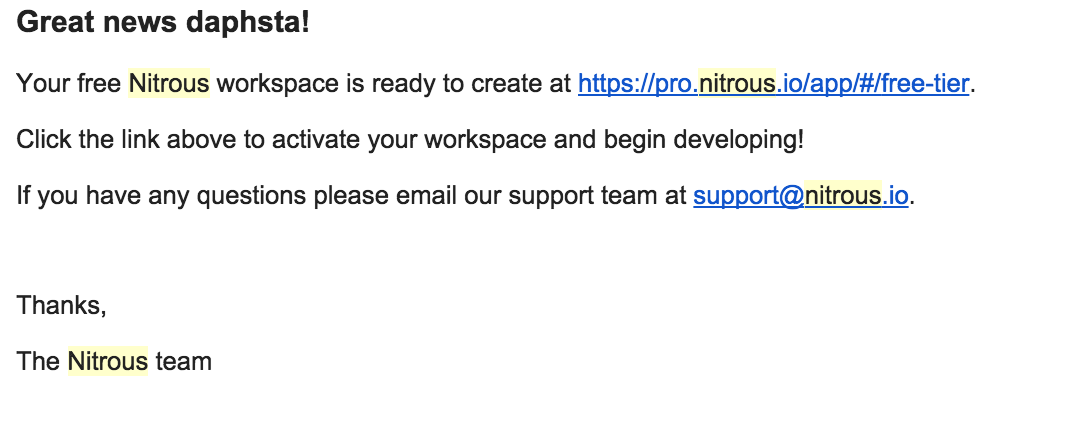 Great news daphsta!
Your free Nitrous workspace is ready to create at https://pro.nitrous.io/app/#/free-tier.
Click the link above to activate your workspace and begin developing!
If you have any questions please email our support team at support@nitrous.io.
Thanks,
The Nitrous team